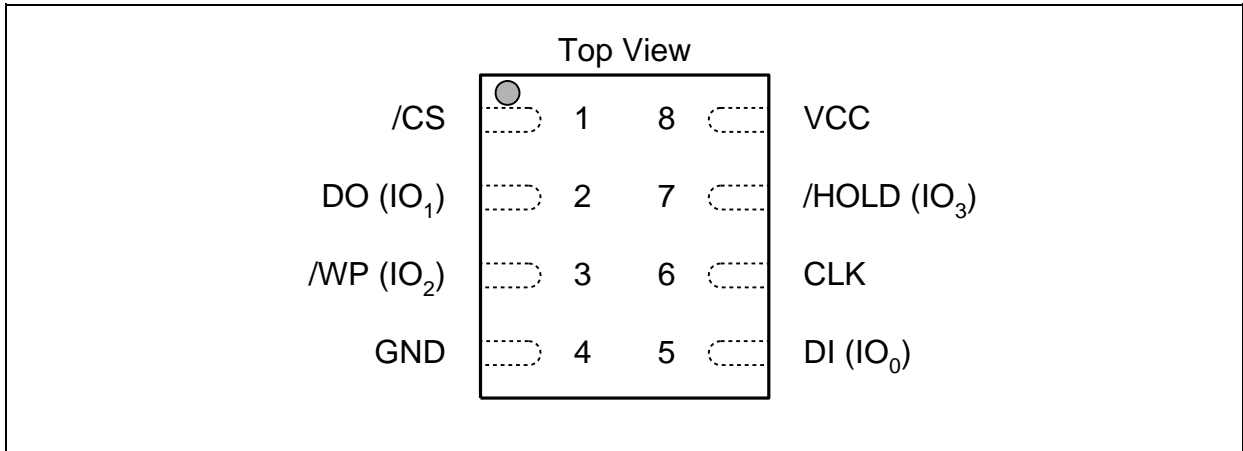 Top View
/CS 1 8 VCC
DO (IO₁) 2 7 /HOLD (IO₃)
/WP (IO₂) 3 6 CLK
GND 4 5 DI (IO₀)